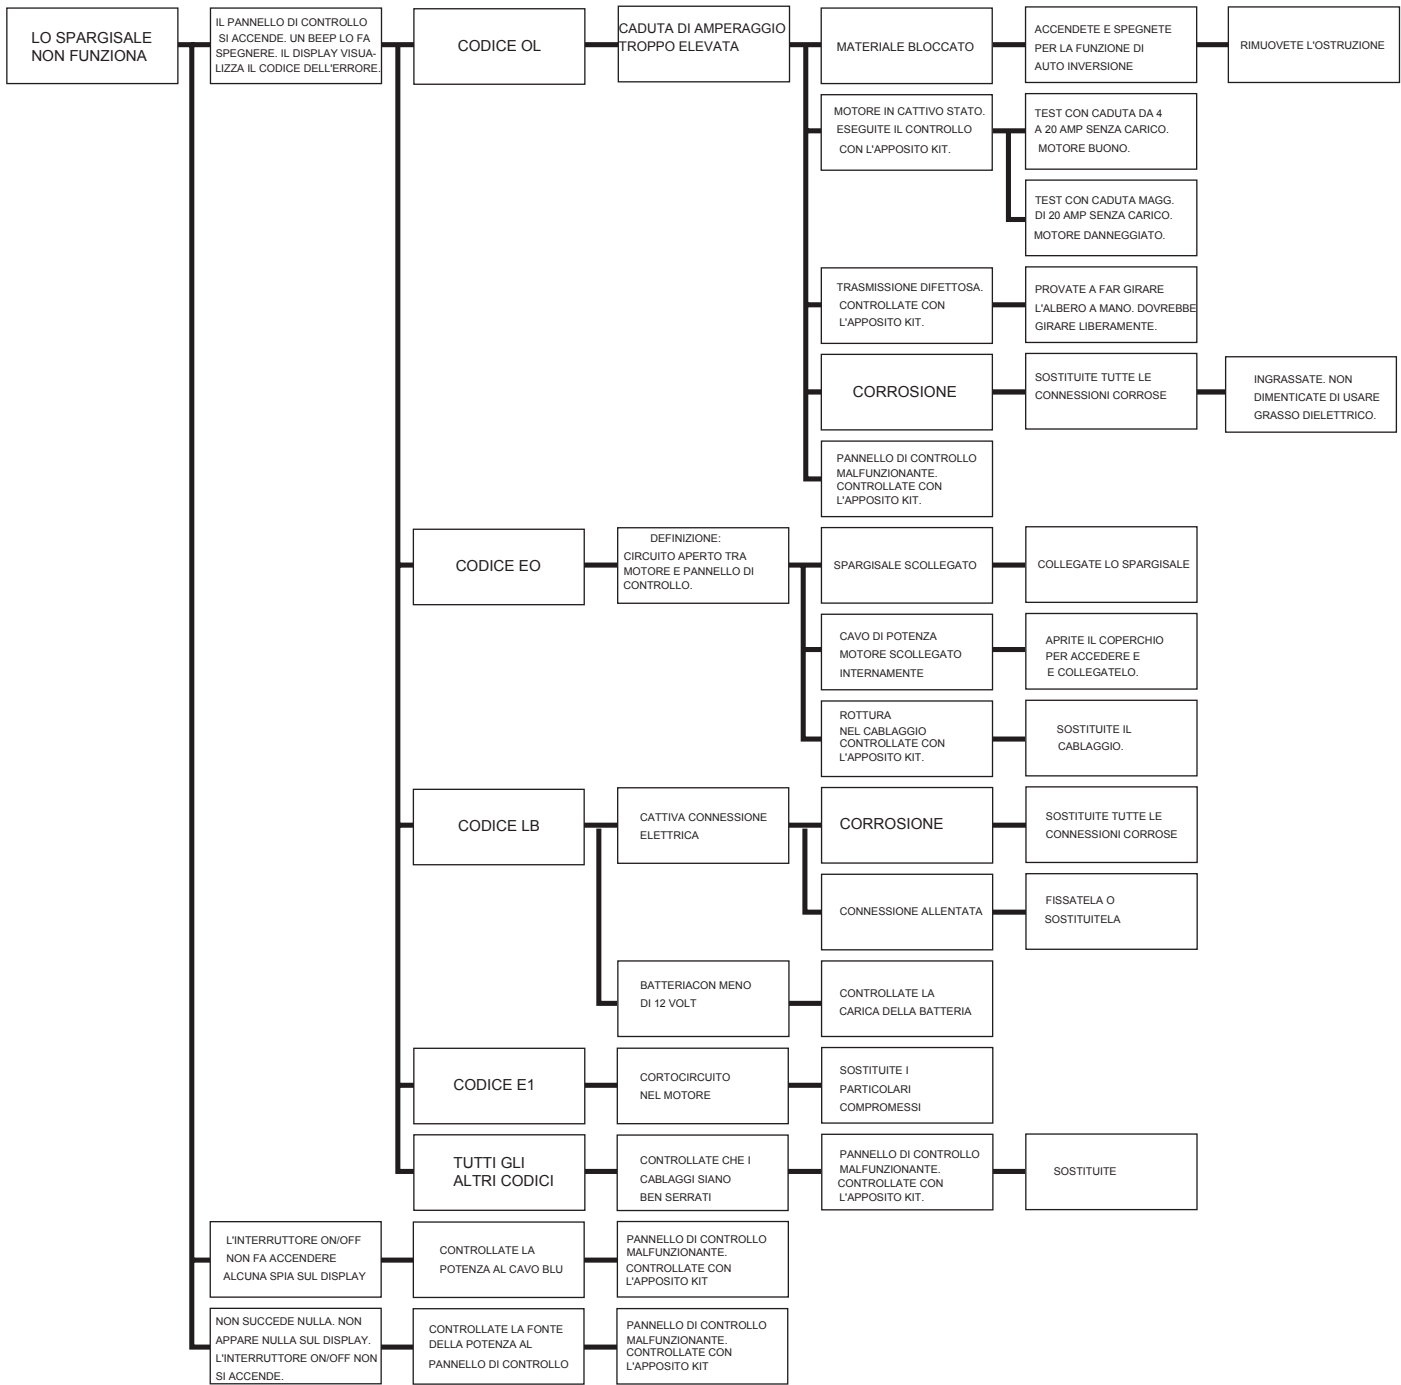 LO SPARGISALE
NON FUNZIONA
IL PANNELLO DI CONTROLLO
SI ACCENDE. UN BEEP LO FA
SPEGNERE. IL DISPLAY VISUA-
LIZZA IL CODICE DELL'ERRORE.
CODICE OL
CADUTA DI AMPERAGGIO
TROPPO ELEVATA
MATERIALE BLOCCATO
ACCENDETE E SPEGNETE
PER LA FUNZIONE DI
AUTO INVERSIONE
RIMUOVETE L'OSTRUZIONE
MOTORE IN CATTIVO STATO.
ESEGUITE IL CONTROLLO
CON L'APPOSITO KIT.
TEST CON CADUTA DA 4
A 20 AMP SENZA CARICO.
MOTORE BUONO.
TEST CON CADUTA MAGG.
DI 20 AMP SENZA CARICO.
MOTORE DANNEGGIATO.
TRASMISSIONE DIFETTOSA.
CONTROLLATE CON
L'APPOSITO KIT.
PROVATE A FAR GIRARE
L'ALBERO A MANO. DOVREBBE
GIRARE LIBERAMENTE.
CORROSIONE
SOSTITUITE TUTTE LE
CONNESSIONI CORROSE
INGRASSATE. NON
DIMENTICATE DI USARE
GRASSO DIELETTRICO.
PANNELLO DI CONTROLLO
MALFUNZIONANTE.
CONTROLLATE CON
L'APPOSITO KIT.
CODICE EO
DEFINIZIONE:
CIRCUITO APERTO TRA
MOTORE E PANNELLO DI
CONTROLLO.
SPARGISALE SCOLLEGATO
COLLEGATE LO SPARGISALE
CAVO DI POTENZA
MOTORE SCOLLEGATO
INTERNAMENTE
APRITE IL COPERCHIO
PER ACCEDERE E
E COLLEGATELO.
ROTTURA
NEL CABLAGGIO
CONTROLLATE CON
L'APPOSITO KIT.
SOSTITUITE IL
CABLAGGIO.
CODICE LB
CATTIVA CONNESSIONE
ELETTRICA
CORROSIONE
SOSTITUITE TUTTE LE
CONNESSIONI CORROSE
CONNESSIONE ALLENTATA
FISSATELA O
SOSTITUITELA
BATTERIACON MENO
DI 12 VOLT
CONTROLLATE LA
CARICA DELLA BATTERIA
CODICE E1
CORTOCIRCUITO
NEL MOTORE
SOSTITUITE I
PARTICOLARI
COMPROMESSI
TUTTI GLI
ALTRI CODICI
CONTROLLATE CHE I
CABLAGGI SIANO
BEN SERRATI
PANNELLO DI CONTROLLO
MALFUNZIONANTE.
CONTROLLATE CON
L'APPOSITO KIT.
SOSTITUITE
L'INTERRUTTORE ON/OFF
NON FA ACCENDERE
ALCUNA SPIA SUL DISPLAY
CONTROLLATE LA
POTENZA AL CAVO BLU
PANNELLO DI CONTROLLO
MALFUNZIONANTE.
CONTROLLATE CON
L'APPOSITO KIT
NON SUCCEDE NULLA. NON
APPARE NULLA SUL DISPLAY.
L'INTERRUTTORE ON/OFF NON
SI ACCENDE.
CONTROLLATE LA FONTE
DELLA POTENZA AL
PANNELLO DI CONTROLLO
PANNELLO DI CONTROLLO
MALFUNZIONANTE.
CONTROLLATE CON
L'APPOSITO KIT